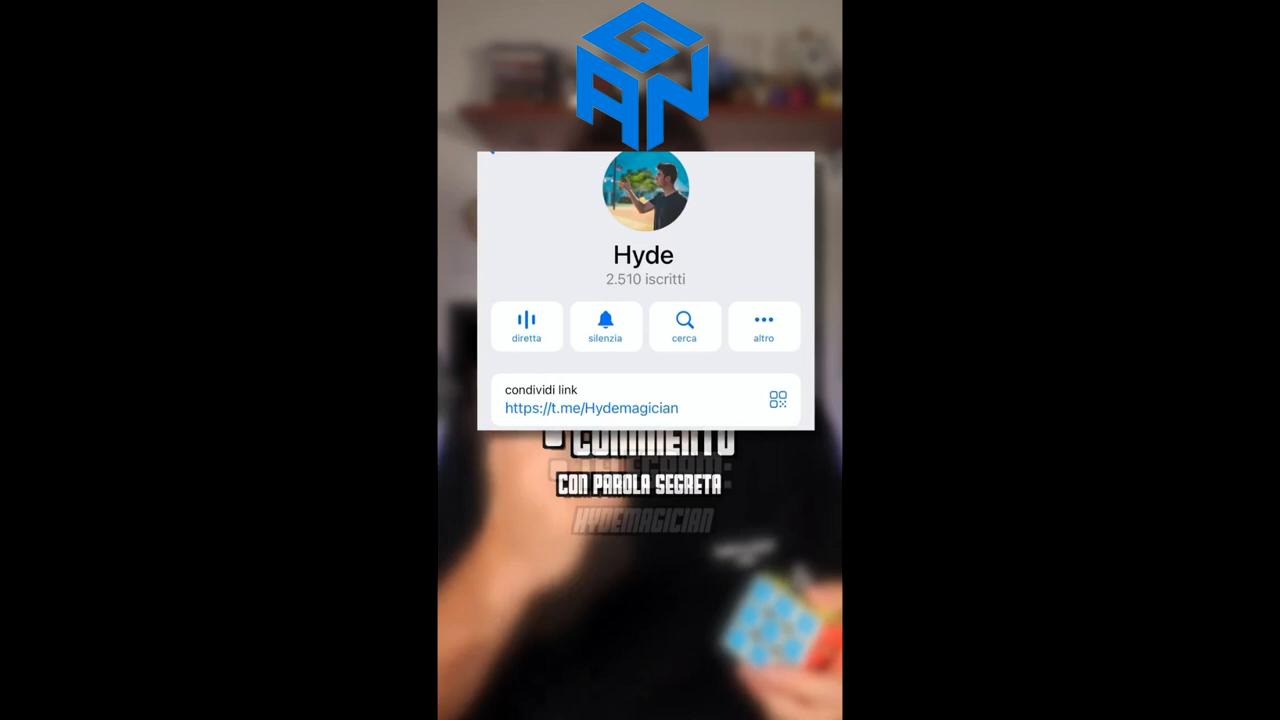 GAN
Hyde
2.510 iscritti
diretta
silenzia
cerca
altro
condividi link
https://t.me/Hydemagician
COMMENTO
TELEGRAM:
CON PAROLA SEGRETA
HYDEMAGICIAN